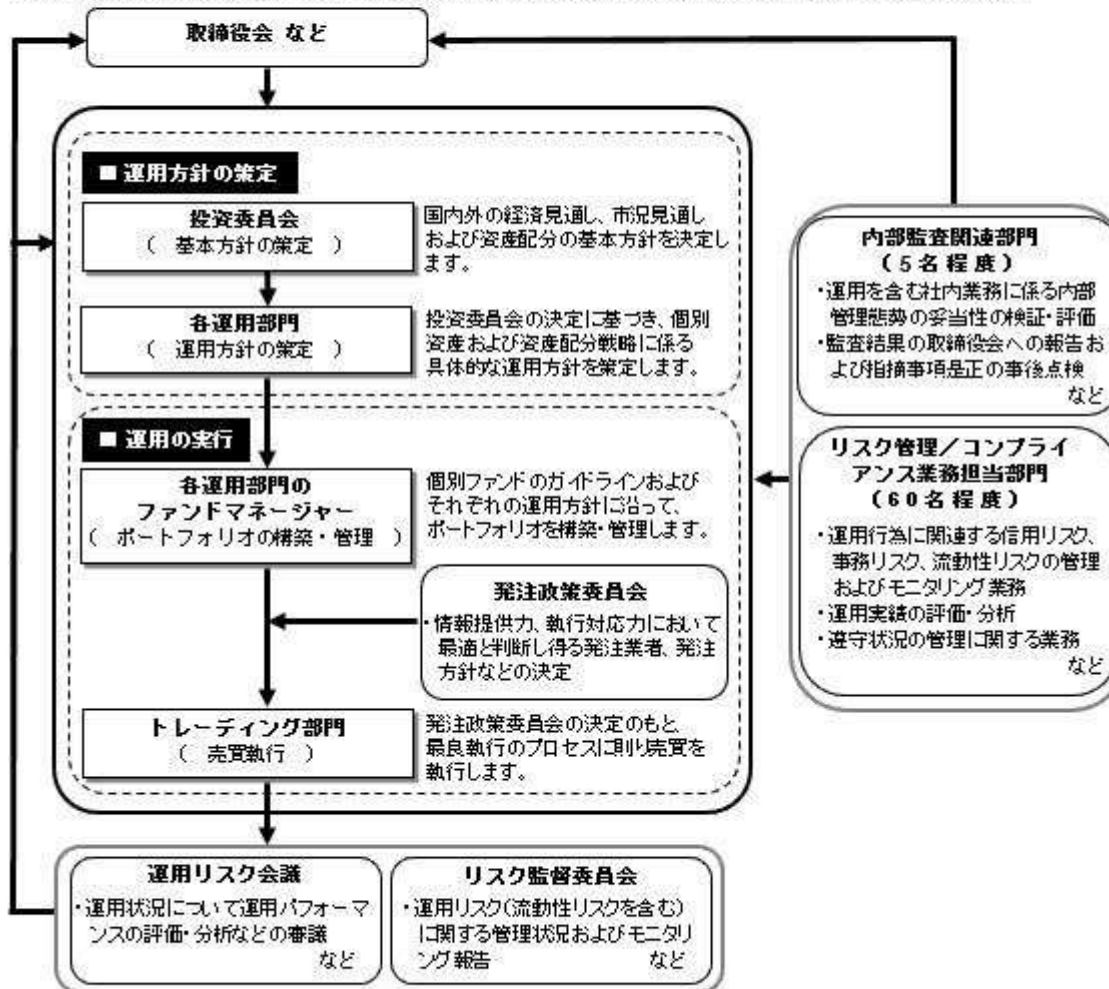 取締役会 など
■ 運用方針の策定
投資委員会
( 基本方針の策定 )
国内外の経済見通し、市況見通し
および資産配分の基本方針を決定し
ます。
各運用部門
( 運用方針の策定 )
投資委員会の決定に基づき、個別
資産および資産配分戦略に係る
具体的な運用方針を策定します。
■ 運用の実行
各運用部門の
ファンドマネージャー
( ポートフォリオの構築・管理 )
個別ファンドのガイドラインおよび
それぞれの運用方針に沿って、
ポートフォリオを構築・管理します。
発注政策委員会
・情報提供力、執行対応力において
最適と判断し得る発注業者、発注
方針などの決定
トレーディング部門
( 売買執行 )
発注政策委員会の決定のもと、
最良執行のプロセスに則り売買を
執行します。
内部監査関連部門
(5名程度)
・運用を含む社内業務に係る内部
管理態勢の妥当性の検証・評価
・監査結果の取締役会への報告お
よび指摘事項是正の事後点検
など
リスク管理/コンプライ
アンス業務担当部門
(60名程度)
・運用行為に関連する信用リスク、
事務リスク、流動性リスクの管理
およびモニタリング業務
・運用実績の評価・分析
・遵守状況の管理に関する業務
など
運用リスク会議
・運用状況について運用パフォーマ
ンスの評価・分析などの審議
など
リスク監督委員会
・運用リスク(流動性リスクを含む)
に関する管理状況およびモニタリ
ング報告 など